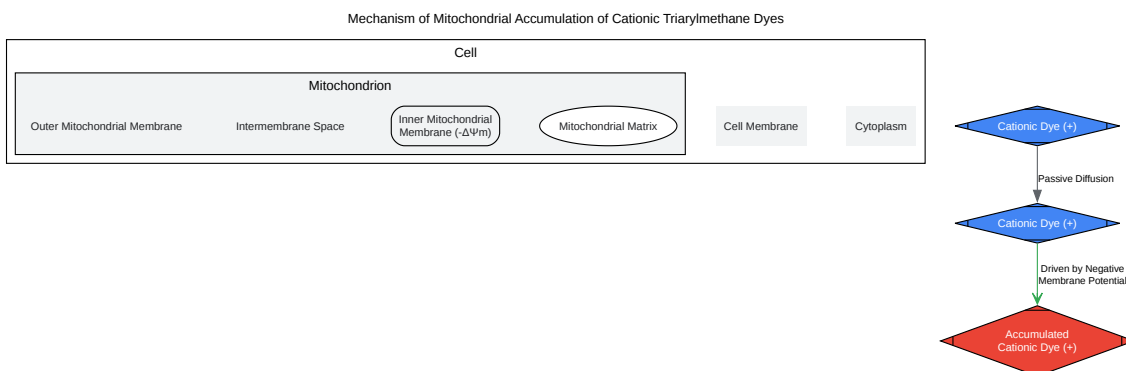 Mechanism of Mitochondrial Accumulation of Cationic Triarylmethane Dyes
Cell
Mitochondrion
Outer Mitochondrial Membrane
Intermembrane Space
Inner Mitochondrial
Membrane (-ΔΨm)
Mitochondrial Matrix
Cell Membrane
Cytoplasm
Cationic Dye (+)
Passive Diffusion
Cationic Dye (+)
Driven by Negative
Membrane Potential
Accumulated
Cationic Dye (+)